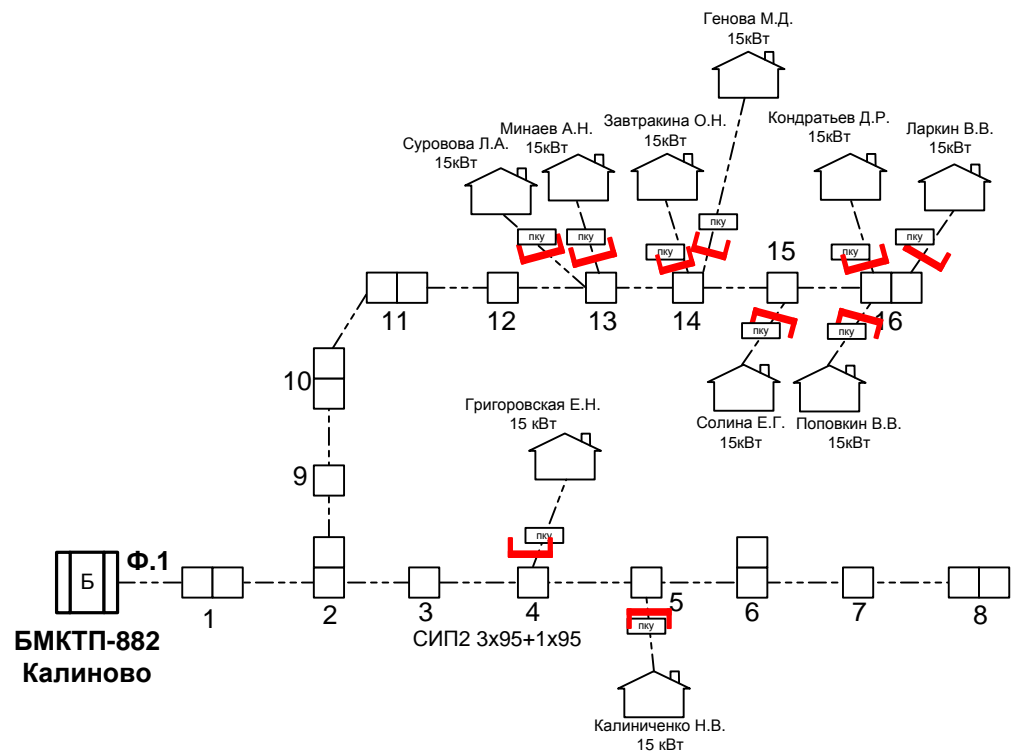 Генова М.Д.
15кВт
Суровова Л.А.
15кВт
Минаев А.Н.
15кВт
Завтракина О.Н.
15кВт
Кондратьев Д.Р.
15кВт
Ларкин В.В.
15кВт
пку
пку
пку
пку
пку
пку
11
12
13
14
15
16
пку
пку
Солина Е.Г.
15кВт
Поповкин В.В.
15кВт
10
9
Григоровская Е.Н.
15 кВт
пку
Ф.1
Б
БМКТП-882
Калиново
1
2
3
4
5
6
7
8
СИП2 3х95+1х95
пку
Калиниченко Н.В.
15 кВт